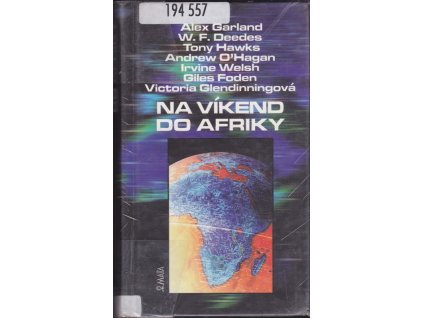 194 557
Alex Garland
W. F. Deedes
Tony Hawks
Andrew O'Hagan
Irvine Welsh
Giles Foden
Victoria Glendinningová
NA VÍKEND
DO AFRIKY
MAŤA